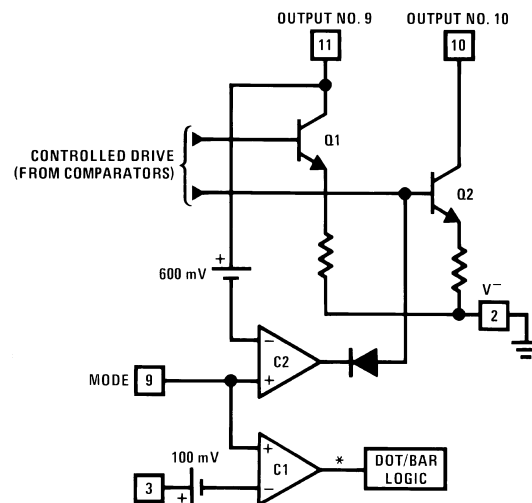 OUTPUT NO. 9
OUTPUT NO. 10
11
10
Q1
CONTROLLED DRIVE
(FROM COMPARATORS)
Q2
+
600 mV
V−
2
−
C2
+
MODE
9
100 mV
+
C1
*
DOT/BAR
LOGIC
3
+
−